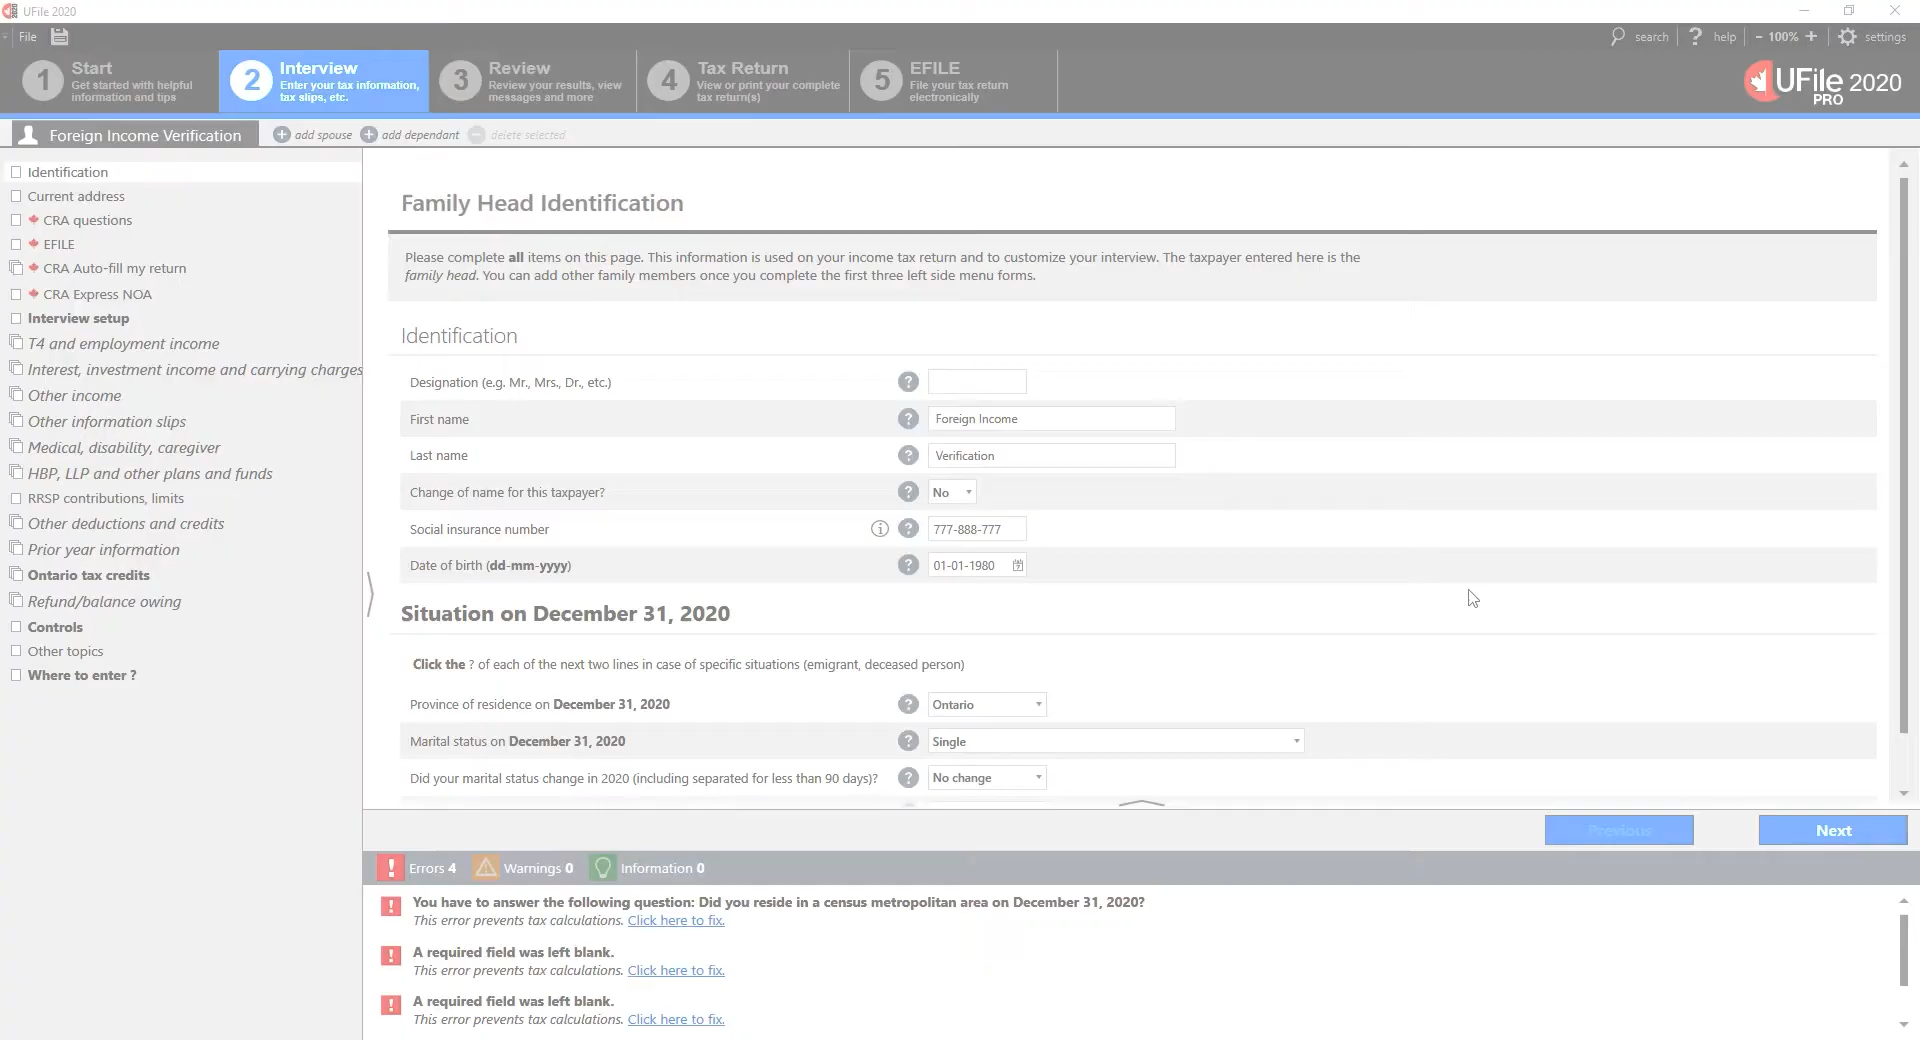 UFile 2020
File
search
? help
- 100% +
settings
1 Start
Get started with helpful
information and tips
2 Interview
Enter your tax information,
tax slips, etc.
3 Review
Review your results, view
messages and more
4 Tax Return
View or print your complete
tax return(s)
5 EFILE
File your tax return
electronically
UFile 2020
PRO
Foreign Income Verification
add spouse
add dependant
delete selected
Identification
Current address
CRA questions
EFILE
CRA Auto-fill my return
CRA Express NOA
Interview setup
T4 and employment income
Interest, investment income and carrying charges
Other income
Other information slips
Medical, disability, caregiver
HBP, LLP and other plans and funds
RRSP contributions, limits
Other deductions and credits
Prior year information
Ontario tax credits
Refund/balance owing
Controls
Other topics
Where to enter ?
Family Head Identification
Please complete all items on this page. This information is used on your income tax return and to customize your interview. The taxpayer entered here is the
family head. You can add other family members once you complete the first three left side menu forms.
Identification
Designation (e.g. Mr., Mrs., Dr., etc.) ?
First name ? Foreign Income
Last name ? Verification
Change of name for this taxpayer? ? No
Social insurance number i ? 777-888-777
Date of birth (dd-mm-yyyy) ? 01-01-1980
Situation on December 31, 2020
Click the ? of each of the next two lines in case of specific situations (emigrant, deceased person)
Province of residence on December 31, 2020 ? Ontario
Marital status on December 31, 2020 ? Single
Did your marital status change in 2020 (including separated for less than 90 days)? ? No change
Previous
Next
! Errors 4
Warnings 0
Information 0
! You have to answer the following question: Did you reside in a census metropolitan area on December 31, 2020?
This error prevents tax calculations. Click here to fix.
! A required field was left blank.
This error prevents tax calculations. Click here to fix.
! A required field was left blank.
This error prevents tax calculations. Click here to fix.